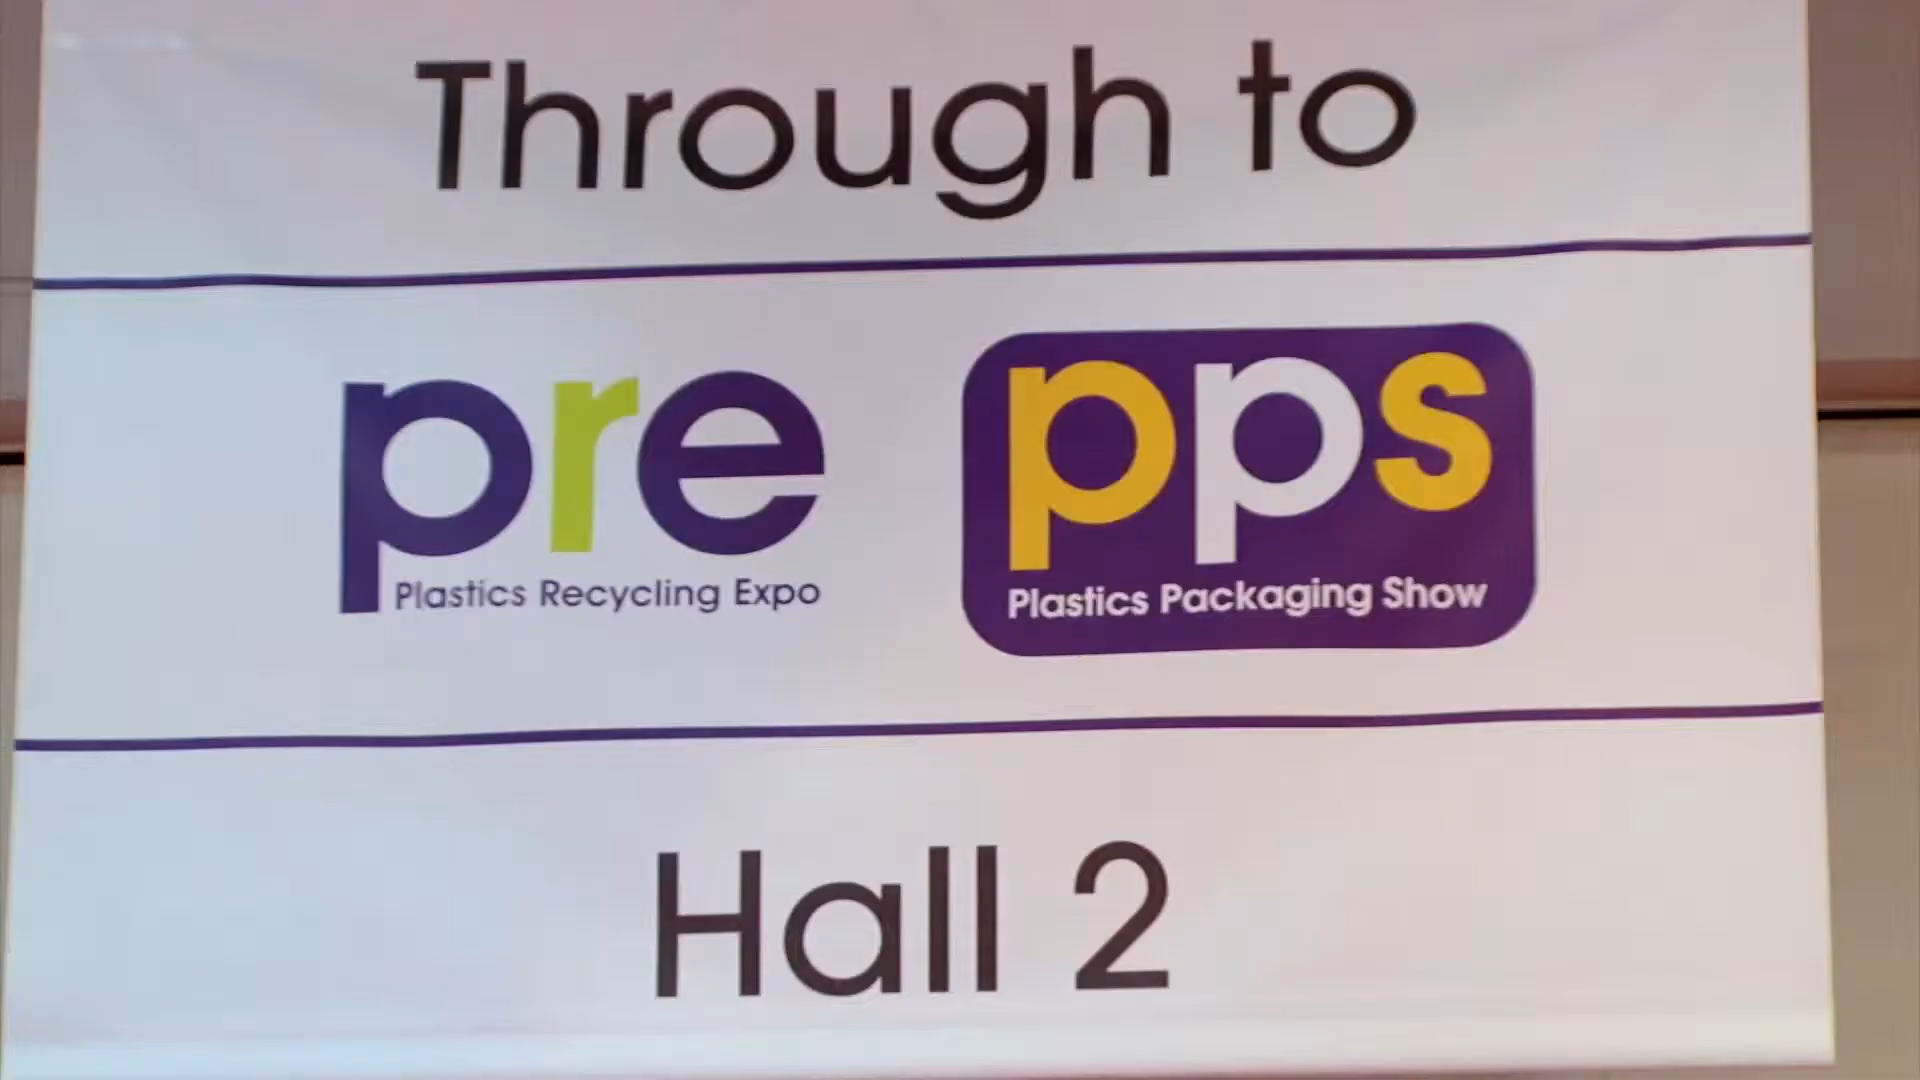 Through to
pre pps
Plastics Recycling Expo Plastics Packaging Show
Hall 2